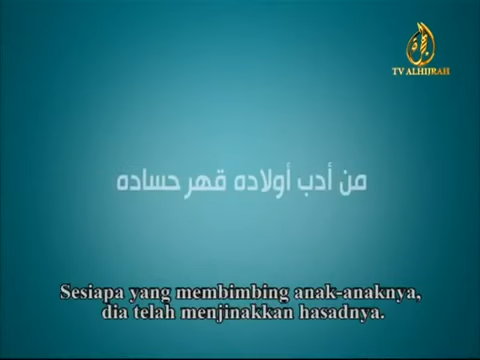 TV ALHIJRAH
من أدب أولاده قهر حساده
Sesiapa yang membimbing anak-anaknya,
dia telah menjinakkan hasadnya.